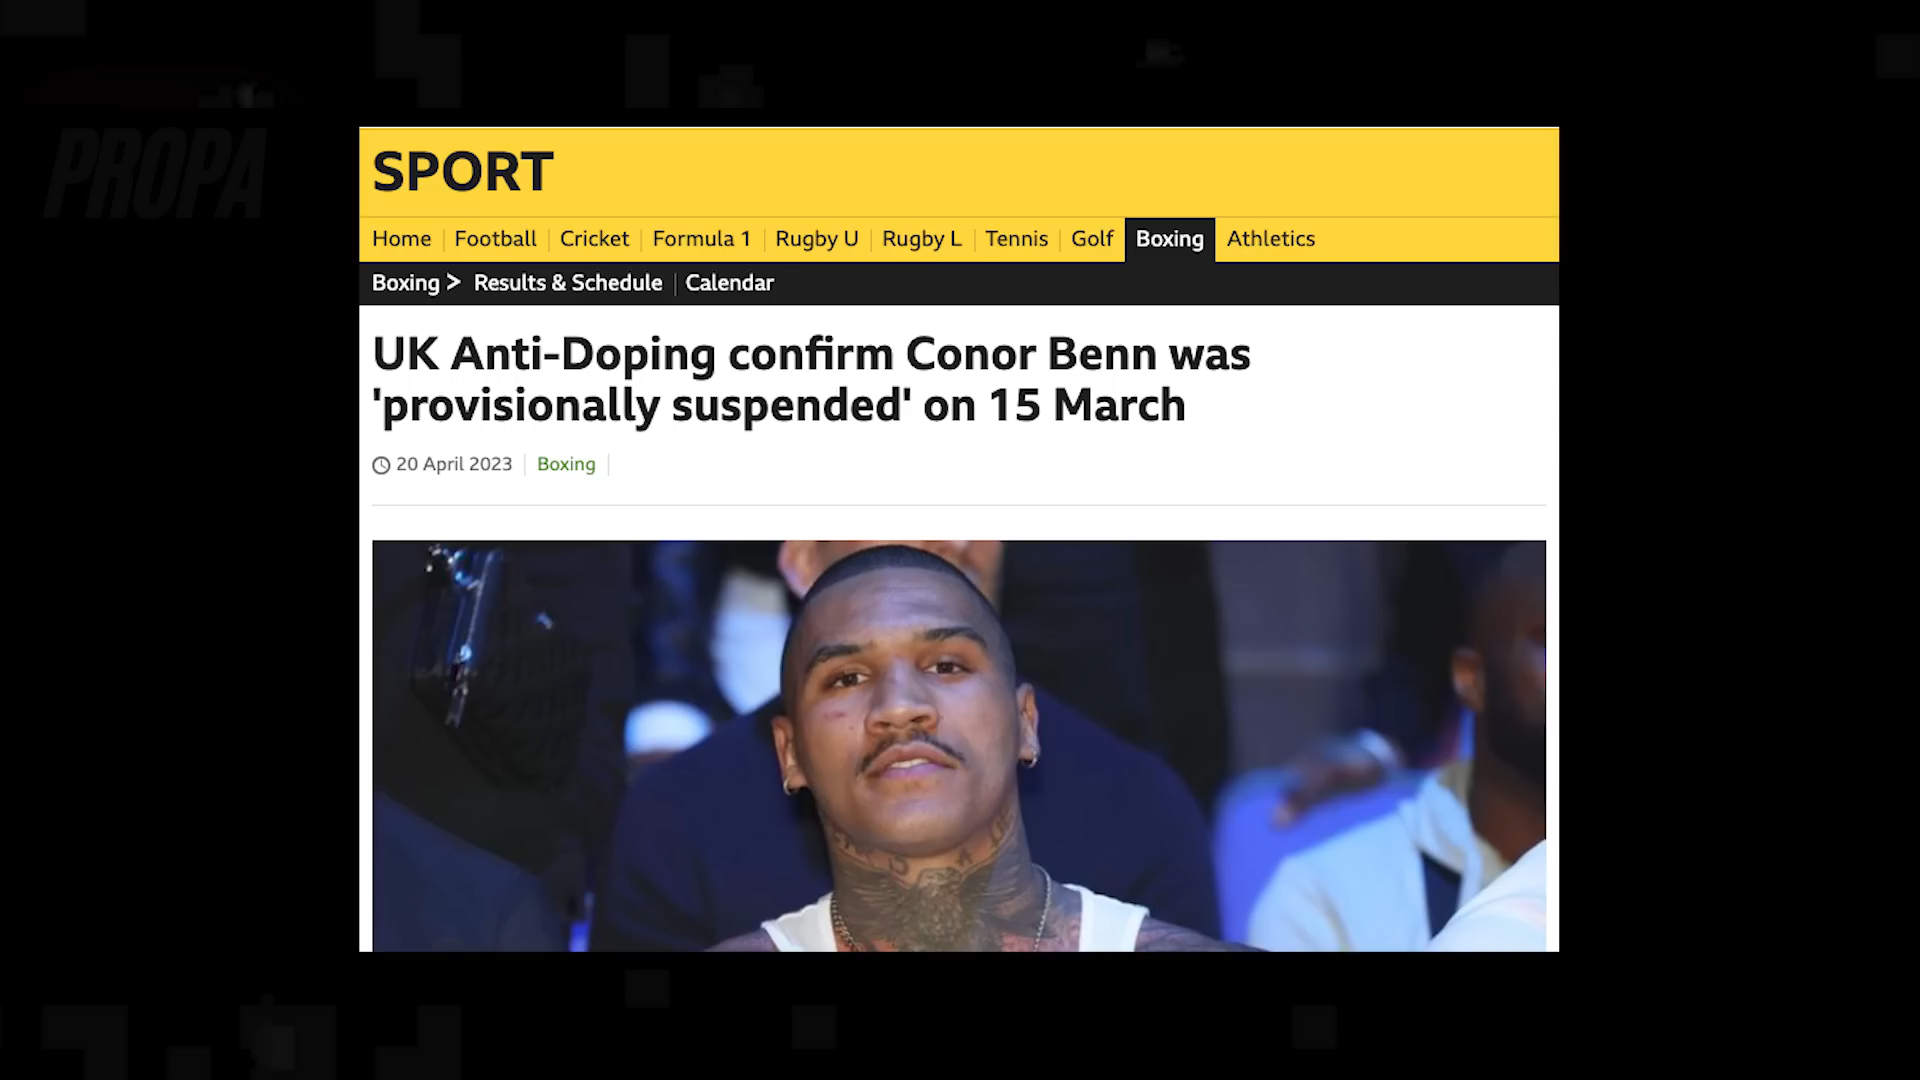 PROPA
SPORT
Home Football Cricket Formula 1 Rugby U Rugby L Tennis Golf Boxing Athletics
Boxing > Results & Schedule Calendar
UK Anti-Doping confirm Conor Benn was
'provisionally suspended' on 15 March
20 April 2023 Boxing